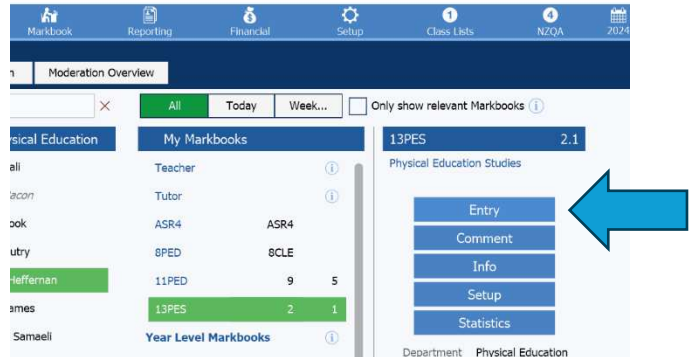 Markbook Reporting Financial Setup 1 Class Lists 4 NZQA 2024
n Moderation Overview
× All Today Week... Only show relevant Markbooks i
ysical Education
ali
acon
ook
utry
Heffernan
ames
Samaeli
My Markbooks
Teacher i
Tutor i
ASR4 ASR4
8PED 8CLE
11PED 9 5
13PES 2 1
Year Level Markbooks i
13PES 2.1
Physical Education Studies
Entry
Comment
Info
Setup
Statistics
Department Physical Education